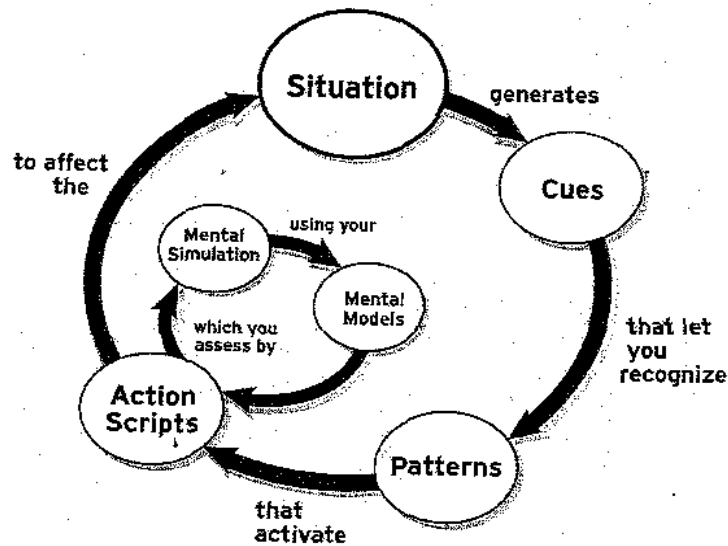 Situation
generates
Cues
that let
you
recognize
Patterns
that
activate
Action
Scripts
which you
assess by
Mental
Simulation
using your
Mental
Models
to affect
the